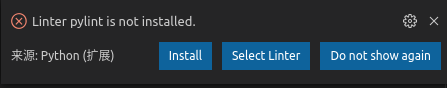 Linter pylint is not installed.
来源: Python (扩展)
Install
Select Linter
Do not show again